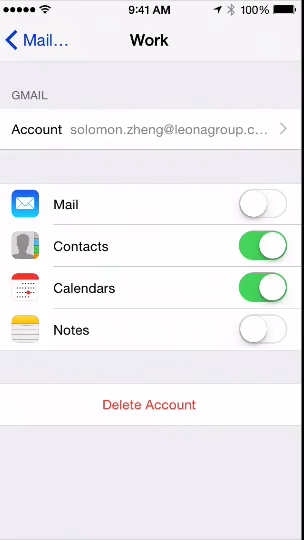 9:41 AM 100%
Mail... Work
GMAIL
Account solomon.zheng@leonagroup.c...
Mail
Contacts
Calendars
Notes
Delete Account